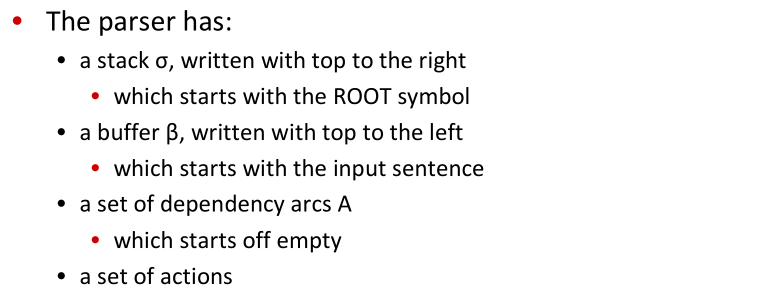 • The parser has:
• a stack σ, written with top to the right
• which starts with the ROOT symbol
• a buffer β, written with top to the left
• which starts with the input sentence
• a set of dependency arcs A
• which starts off empty
• a set of actions